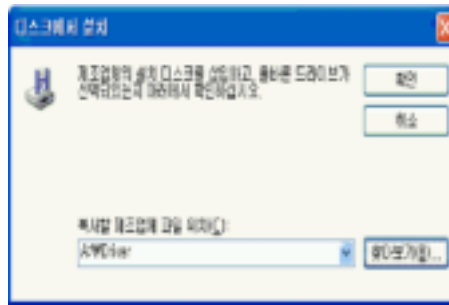 디스크에서 설치
제조업체의 설치 디스크를 삽입하고, 올바른 드라이브가
선택되었는지 아래에서 확인하십시오.
확인
취소
복사할 제조업체 파일 위치(C):
A:\Driver
찾아보기(B)...